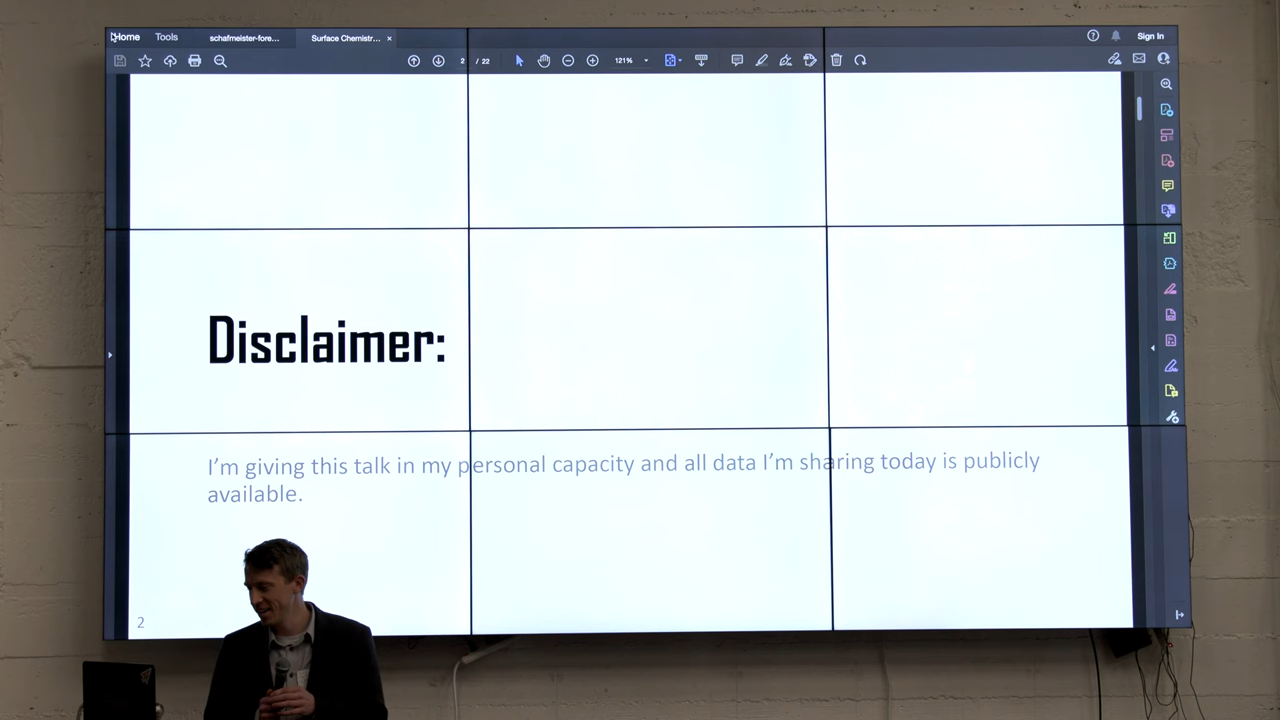 Home Tools schafmeister-fore... Surface Chemistr... × Sign In
2 / 22 121%
Disclaimer:
I'm giving this talk in my personal capacity and all data I'm sharing today is publicly
available.
2